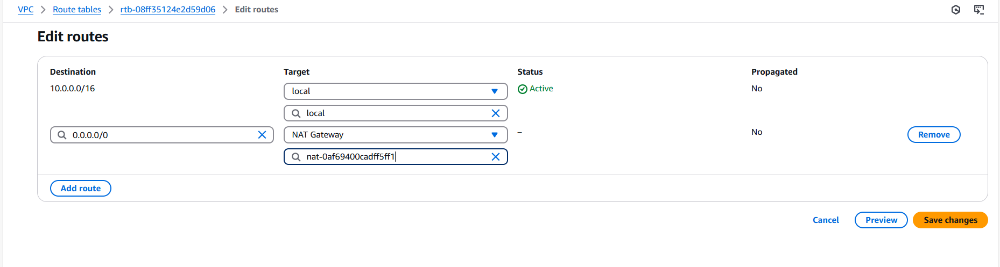 VPC > Route tables > rtb-08ff35124e2d59d06 > Edit routes
Edit routes
Destination Target Status Propagated
10.0.0.0/16 local Active No
local
0.0.0.0/0 NAT Gateway – No Remove
nat-0af69400cadff5ff1
Add route
Cancel Preview Save changes